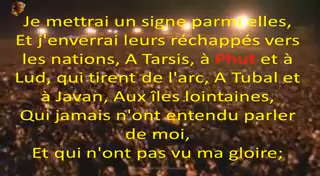 Je mettrai un signe parmi elles,
Et j'enverrai leurs réchappés vers
les nations, A Tarsis, à Phut et à
Lud, qui tirent de l'arc, A Tubal et
à Javan, Aux îles lointaines,
Qui jamais n'ont entendu parler
de moi,
Et qui n'ont pas vu ma gloire;